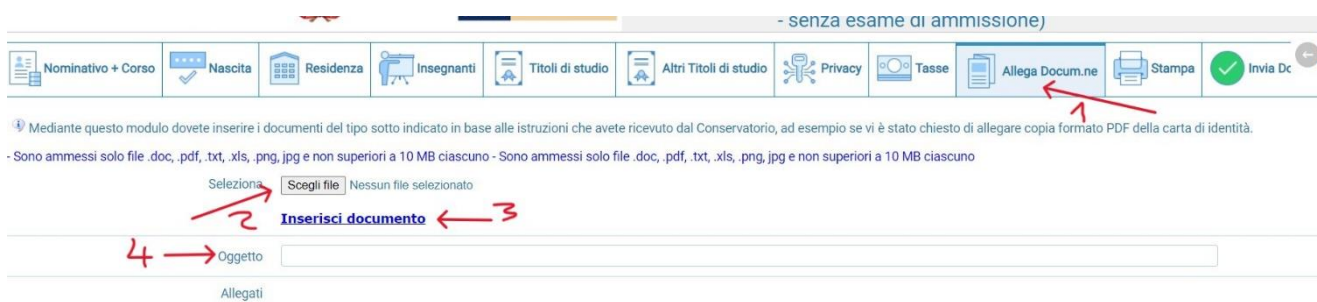 - senza esame di ammissione)
Nominativo + Corso Nascita Residenza Insegnanti Titoli di studio Altri Titoli di studio Privacy Tasse Allega Docum.ne Stampa Invia Dc
1
Mediante questo modulo dovete inserire i documenti del tipo sotto indicato in base alle istruzioni che avete ricevuto dal Conservatorio, ad esempio se vi è stato chiesto di allegare copia formato PDF della carta di identità.
- Sono ammessi solo file .doc, .pdf, .txt, .xls, .png, jpg e non superiori a 10 MB ciascuno - Sono ammessi solo file .doc, .pdf, .txt, .xls, .png, jpg e non superiori a 10 MB ciascuno
Seleziona Scegli file Nessun file selezionato
2 Inserisci documento 3
4 Oggetto
Allegati